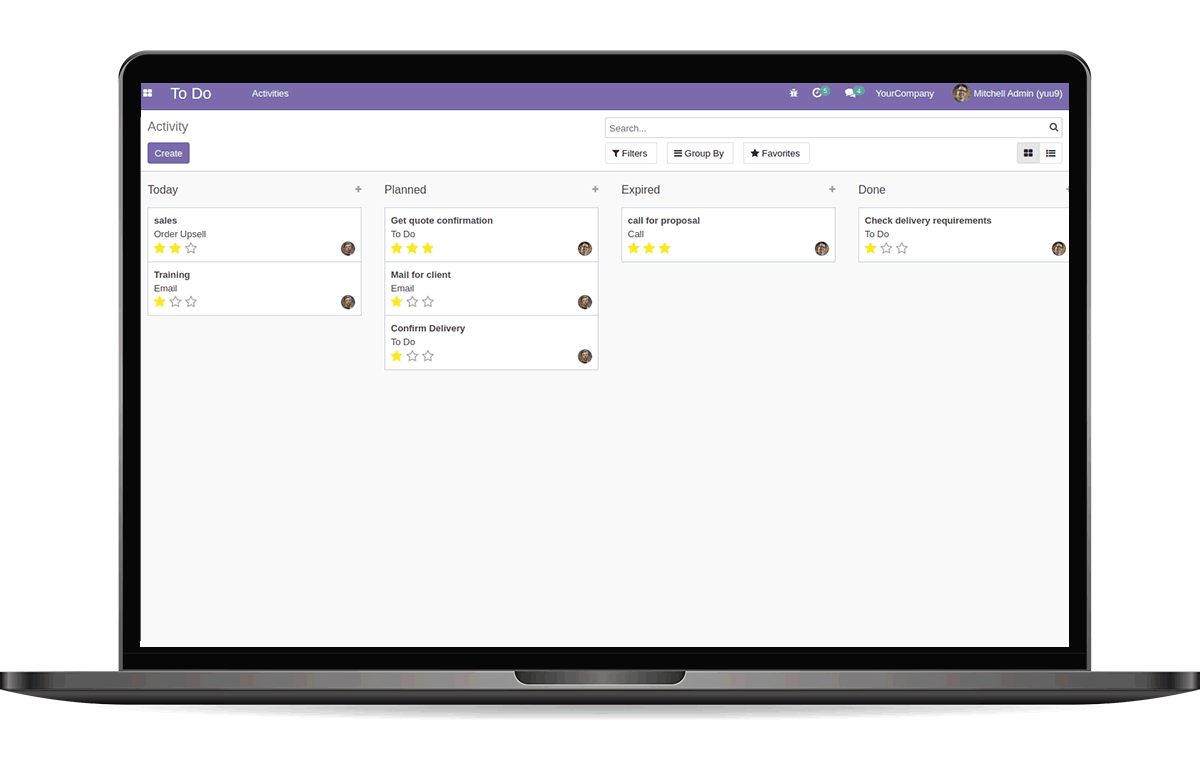 To Do Activities 5 4 YourCompany Mitchell Admin (yuu9)
Activity
Search...
Create
Filters Group By Favorites
Today
sales
Order Upsell
Training
Email
Planned
Get quote confirmation
To Do
Mail for client
Email
Confirm Delivery
To Do
Expired
call for proposal
Call
Done
Check delivery requirements
To Do